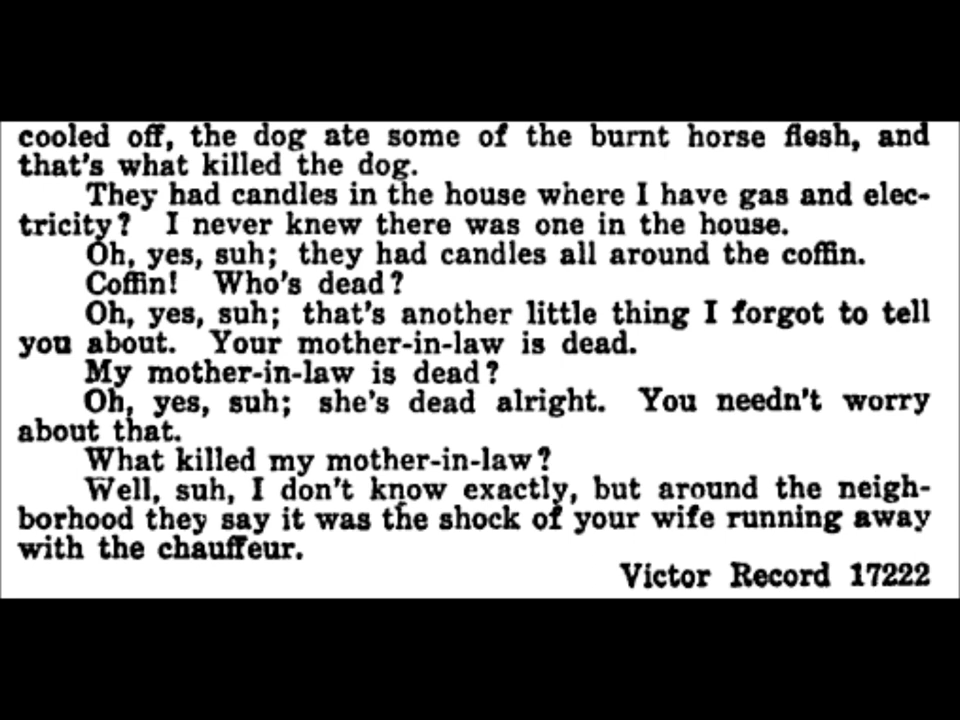 cooled off, the dog ate some of the burnt horse flesh, and
that's what killed the dog.
They had candles in the house where I have gas and elec-
tricity? I never knew there was one in the house.
Oh, yes, suh; they had candles all around the coffin.
Coffin! Who's dead?
Oh, yes, suh; that's another little thing I forgot to tell
you about. Your mother-in-law is dead.
My mother-in-law is dead?
Oh, yes, suh; she's dead alright. You needn't worry
about that.
What killed my mother-in-law?
Well, suh, I don't know exactly, but around the neigh-
borhood they say it was the shock of your wife running away
with the chauffeur.
Victor Record 17222